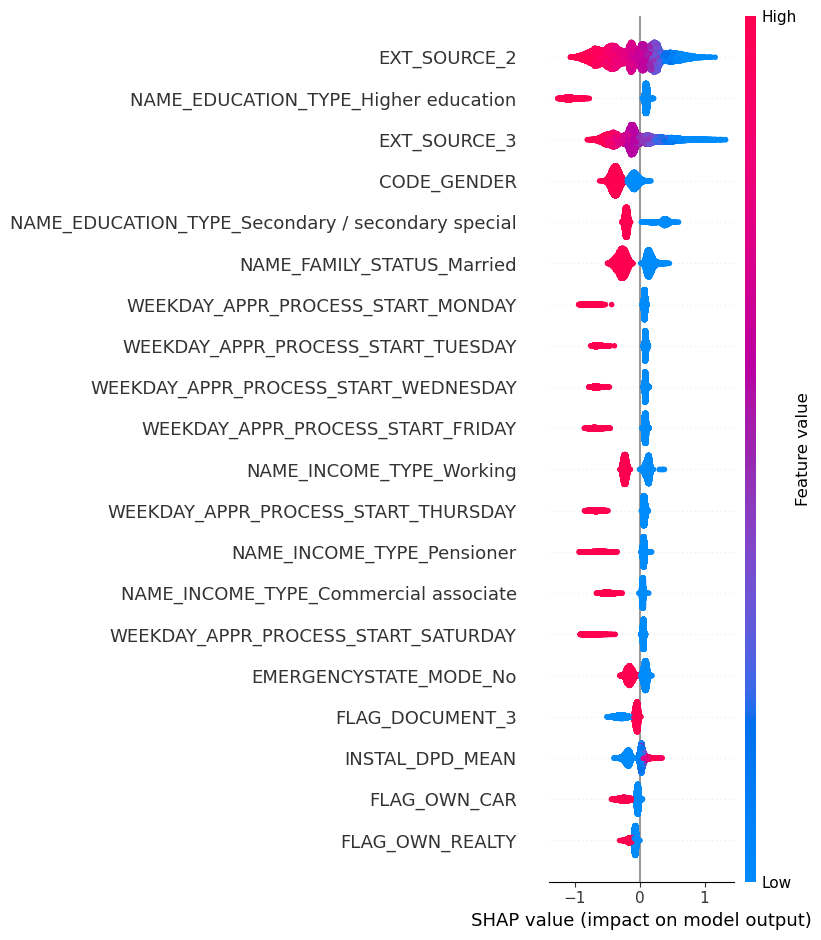 High
EXT_SOURCE_2
NAME_EDUCATION_TYPE_Higher education
EXT_SOURCE_3
CODE_GENDER
NAME_EDUCATION_TYPE_Secondary / secondary special
NAME_FAMILY_STATUS_Married
WEEKDAY_APPR_PROCESS_START_MONDAY
WEEKDAY_APPR_PROCESS_START_TUESDAY
WEEKDAY_APPR_PROCESS_START_WEDNESDAY
WEEKDAY_APPR_PROCESS_START_FRIDAY
NAME_INCOME_TYPE_Working
WEEKDAY_APPR_PROCESS_START_THURSDAY
NAME_INCOME_TYPE_Pensioner
NAME_INCOME_TYPE_Commercial associate
WEEKDAY_APPR_PROCESS_START_SATURDAY
EMERGENCYSTATE_MODE_No
FLAG_DOCUMENT_3
INSTAL_DPD_MEAN
FLAG_OWN_CAR
FLAG_OWN_REALTY
Feature value
Low
−1 0 1
SHAP value (impact on model output)